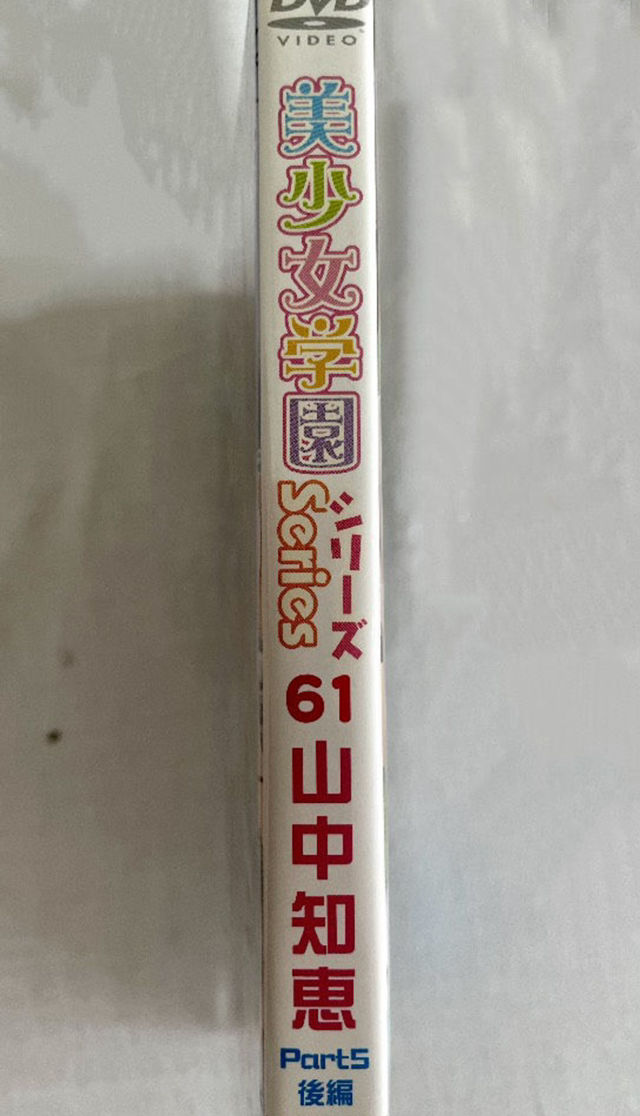 DVD
VIDEO
美少女学園
シリーズ
Series
61
山中知恵
Part5
後編